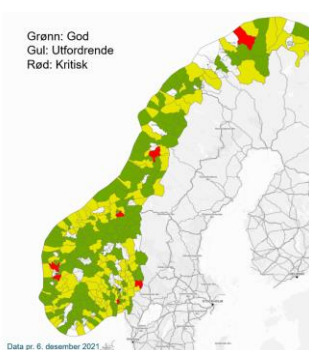 Grønn: God
Gul: Utfordrende
Rød: Kritisk
Data pr. 6. desember 2021